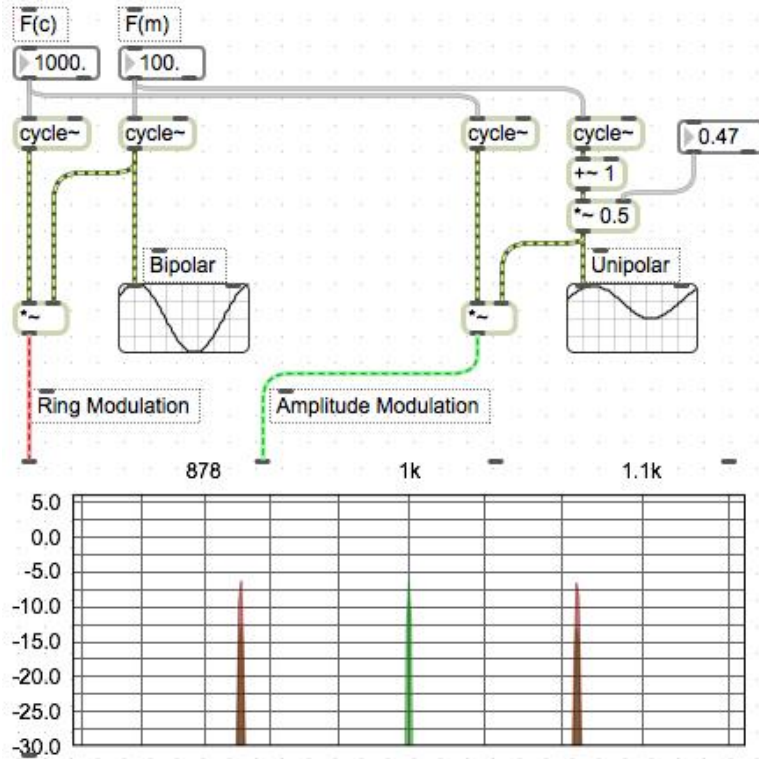 F(c) F(m)
1000. 100.
cycle~ cycle~ cycle~ cycle~ 0.47
+~ 1
*~ 0.5
Bipolar Unipolar
*~ *~
Ring Modulation Amplitude Modulation
878 1k 1.1k
5.0
0.0
-5.0
-10.0
-15.0
-20.0
-25.0
-30.0